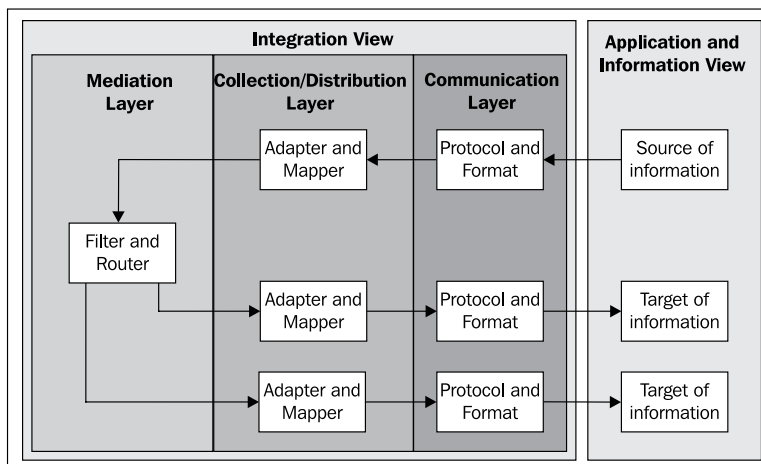 Integration View
Application and
Information View
Mediation
Layer
Collection/Distribution
Layer
Communication
Layer
Adapter and
Mapper
Protocol and
Format
Source of
information
Filter and
Router
Adapter and
Mapper
Protocol and
Format
Target of
information
Adapter and
Mapper
Protocol and
Format
Target of
information